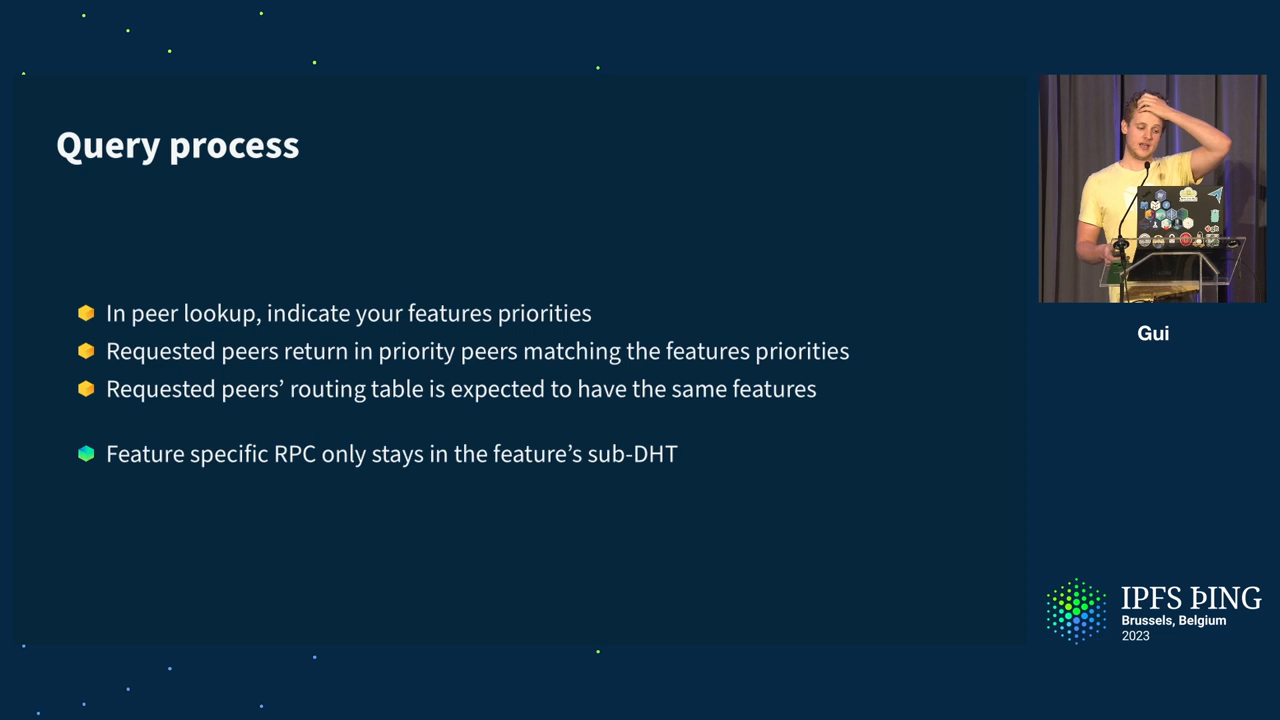 Query process
In peer lookup, indicate your features priorities
Requested peers return in priority peers matching the features priorities
Requested peers’ routing table is expected to have the same features
Feature specific RPC only stays in the feature’s sub-DHT
Gui
IPFS ÞING
Brussels, Belgium
2023